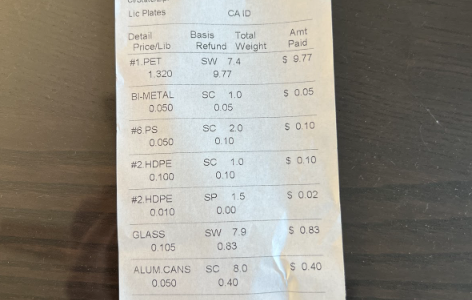 Lic Plates CA ID
Detail Basis Total Amt
Price/Lib Refund Weight Paid
#1.PET SW 7.4 $ 9.77
1.320 9.77
BI-METAL SC 1.0 $ 0.05
0.050 0.05
#6.PS SC 2.0 $ 0.10
0.050 0.10
#2.HDPE SC 1.0 $ 0.10
0.100 0.10
#2.HDPE SP 1.5 $ 0.02
0.010 0.00
GLASS SW 7.9 $ 0.83
0.105 0.83
ALUM.CANS SC 8.0 $ 0.40
0.050 0.40